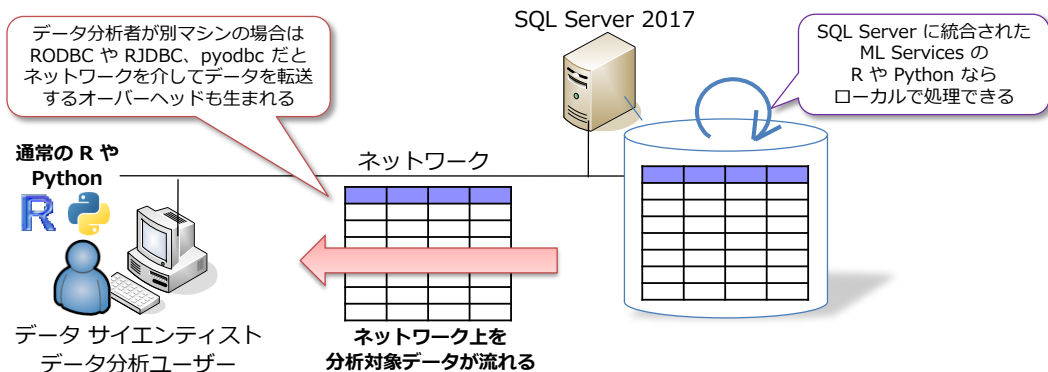 SQL Server 2017
データ分析者が別マシンの場合は
RODBC や RJDBC、pyodbc だと
ネットワークを介してデータを転送
するオーバーヘッドも生まれる
SQL Server に統合された
ML Services の
R や Python なら
ローカルで処理できる
通常の R や
Python
ネットワーク
R
データ サイエンティスト
データ分析ユーザー
ネットワーク上を
分析対象データが流れる